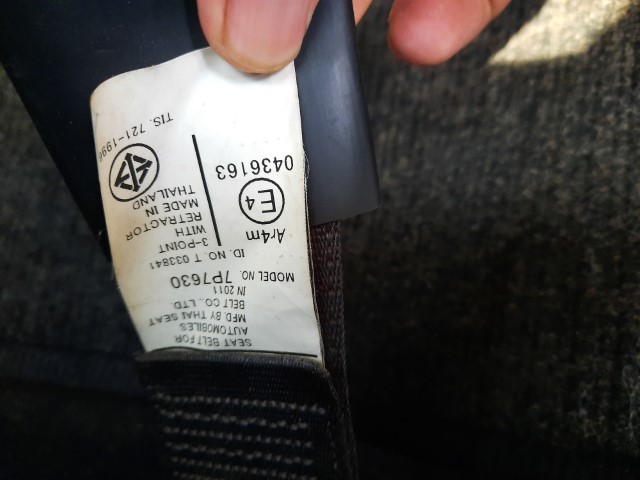 SEAT BELT FOR
AUTOMOBILES
MFD. BY THAI SEAT
BELT CO., LTD.
IN 2011
MODEL NO. 7P7630
ID. NO. T 033841
3-POINT
WITH
RETRACTOR
MADE IN
THAILAND
Ar4m
E4
0436163
TIS. 721-1996